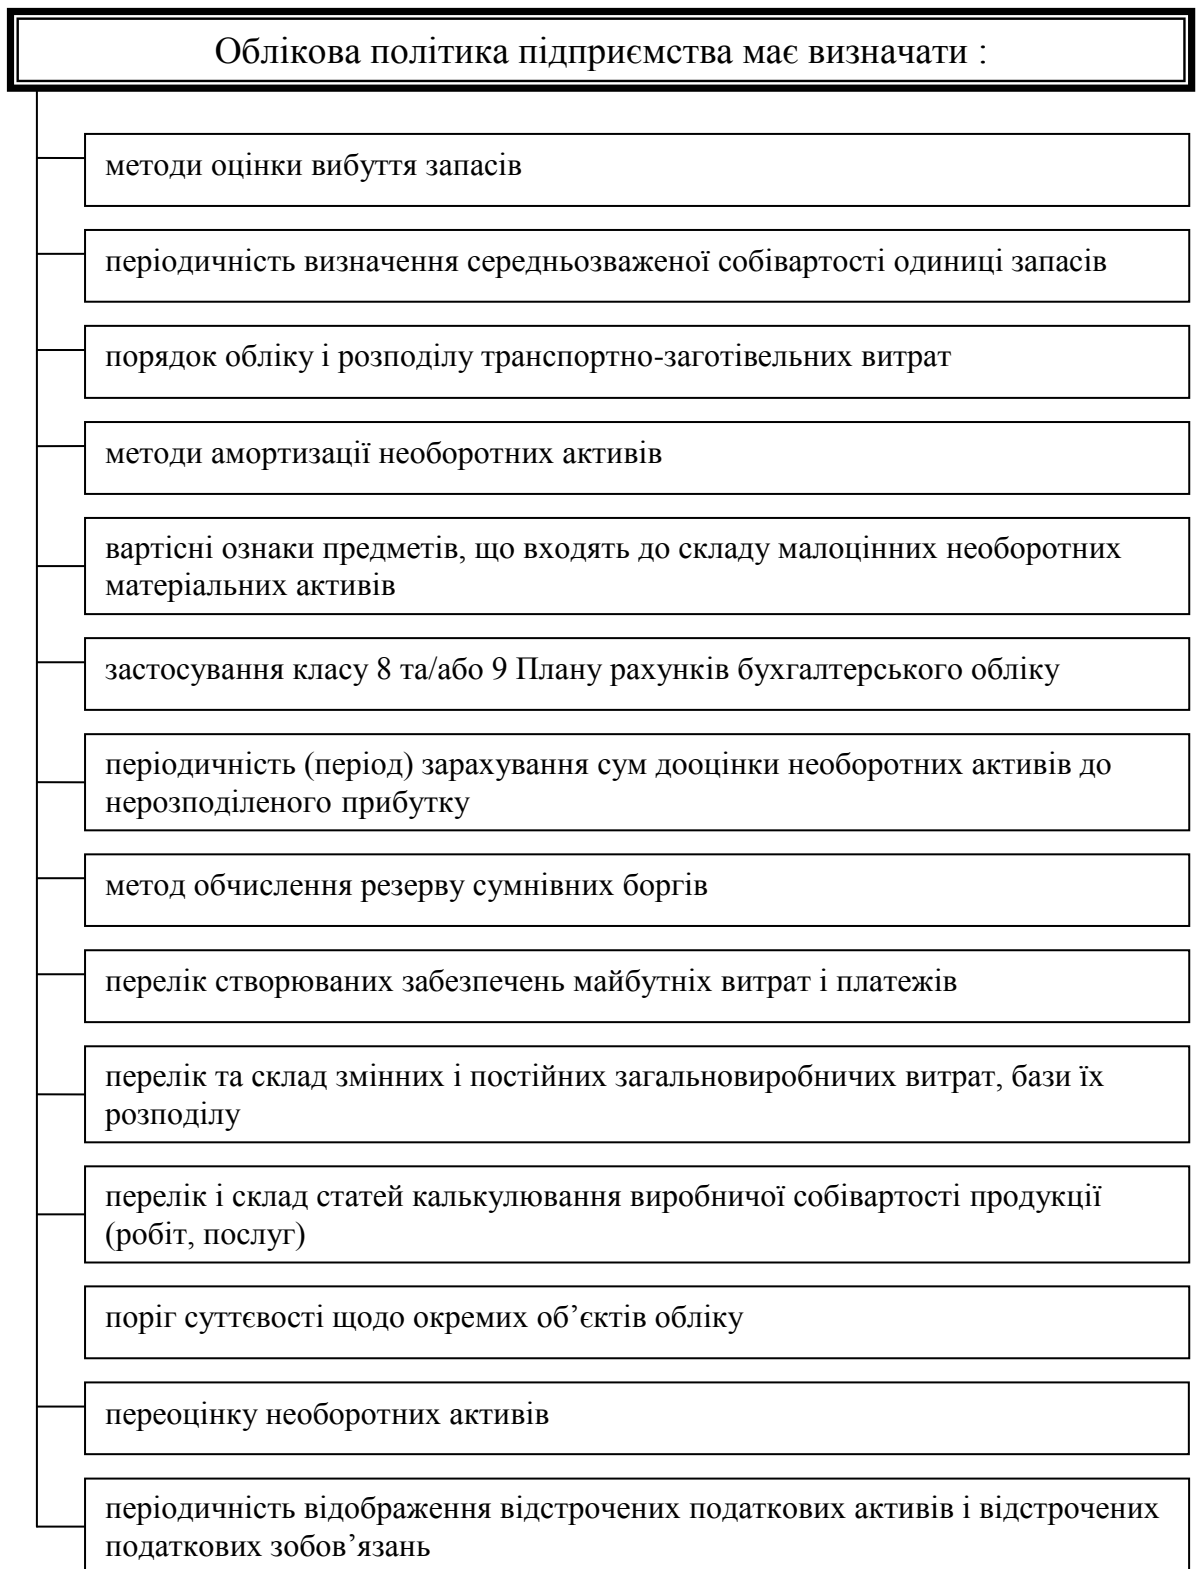 Облікова політика підприємства має визначати :
методи оцінки вибуття запасів
періодичність визначення середньозваженої собівартості одиниці запасів
порядок обліку і розподілу транспортно-заготівельних витрат
методи амортизації необоротних активів
вартісні ознаки предметів, що входять до складу малоцінних необоротних
матеріальних активів
застосування класу 8 та/або 9 Плану рахунків бухгалтерського обліку
періодичність (період) зарахування сум дооцінки необоротних активів до
нерозподіленого прибутку
метод обчислення резерву сумнівних боргів
перелік створюваних забезпечень майбутніх витрат і платежів
перелік та склад змінних і постійних загальновиробничих витрат, бази їх
розподілу
перелік і склад статей калькулювання виробничої собівартості продукції
(робіт, послуг)
поріг суттєвості щодо окремих об’єктів обліку
переоцінку необоротних активів
періодичність відображення відстрочених податкових активів і відстрочених
податкових зобов’язань